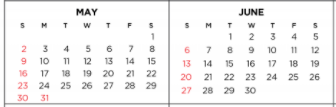 MAY
S M T W T F S
1
2 3 4 5 6 7 8
9 10 11 12 13 14 15
16 17 18 19 20 21 22
23 24 25 26 27 28 29
30 31
JUNE
S M T W T F S
1 2 3 4 5
6 7 8 9 10 11 12
13 14 15 16 17 18 19
20 21 22 23 24 25 26
27 28 29 30